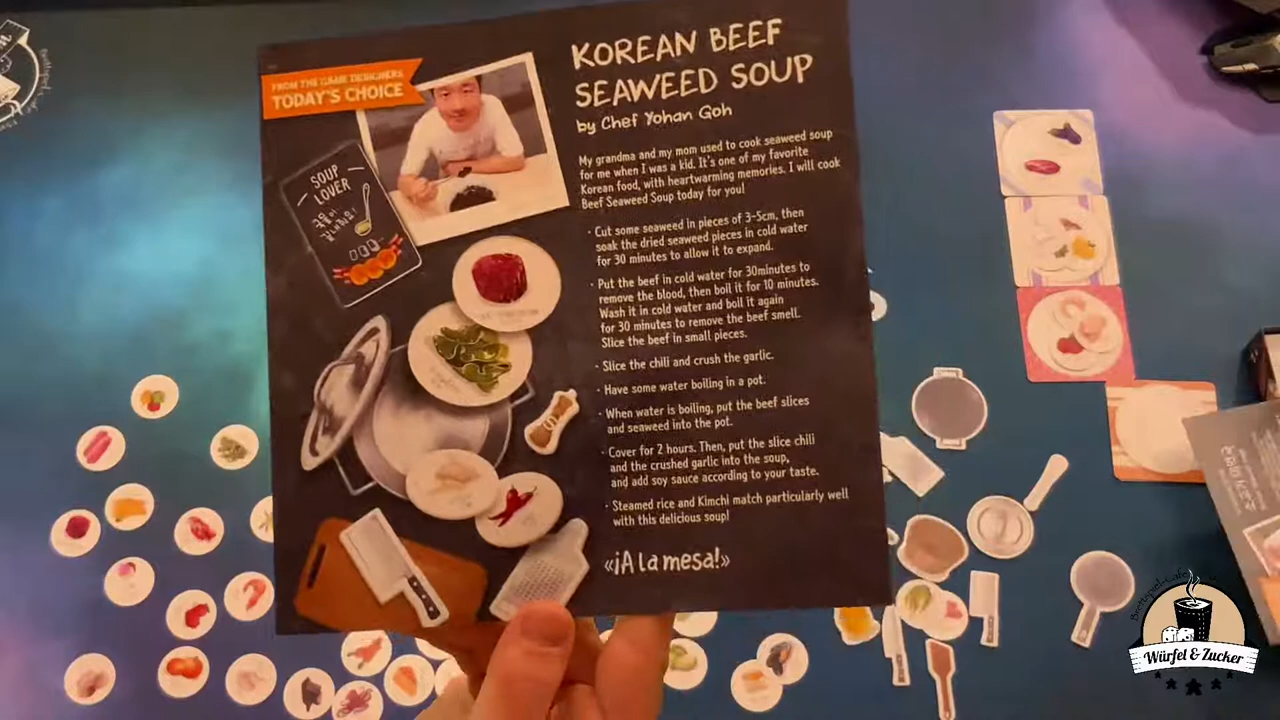 FROM THE GAME DESIGNERS
TODAY'S CHOICE
SOUP
LOVER
KOREAN BEEF
SEAWEED SOUP
by Chef Yohan Goh
My grandma and my mom used to cook seaweed soup
for me when I was a kid. It's one of my favorite
Korean food, with heartwarming memories. I will cook
Beef Seaweed Soup today for you!
· Cut some seaweed in pieces of 3-5cm, then
soak the dried seaweed pieces in cold water
for 30 minutes to allow it to expand.
· Put the beef in cold water for 30minutes to
remove the blood, then boil it for 10 minutes.
Wash it in cold water and boil it again
for 30 minutes to remove the beef smell.
Slice the beef in small pieces.
· Slice the chili and crush the garlic.
· Have some water boiling in a pot.
· When water is boiling, put the beef slices
and seaweed into the pot.
· Cover for 2 hours. Then, put the slice chili
and the crushed garlic into the soup,
and add soy sauce according to your taste.
· Steamed rice and Kimchi match particularly well
with this delicious soup!
«¡A la mesa!»
Brettspiel-Café
Würfel & Zucker